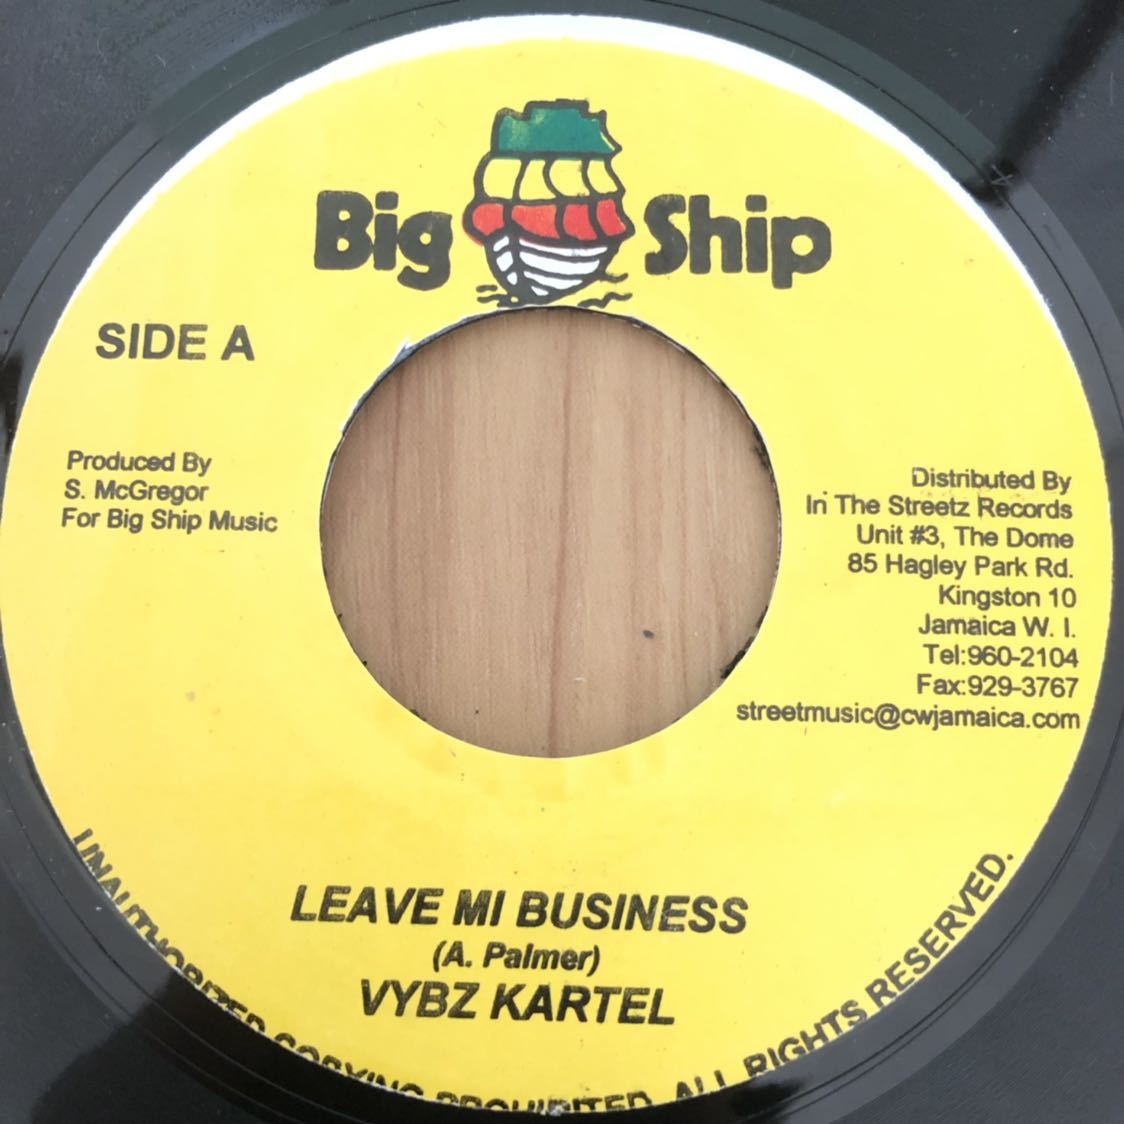 Big Ship
SIDE A
Produced By
S. McGregor
For Big Ship Music
Distributed By
In The Streetz Records
Unit #3, The Dome
85 Hagley Park Rd.
Kingston 10
Jamaica W. I.
Tel:960-2104
Fax:929-3767
streetmusic@cwjamaica.com
LEAVE MI BUSINESS
(A. Palmer)
VYBZ KARTEL
UNAUTHORIZED COPYING PROHIBITED. ALL RIGHTS RESERVED.